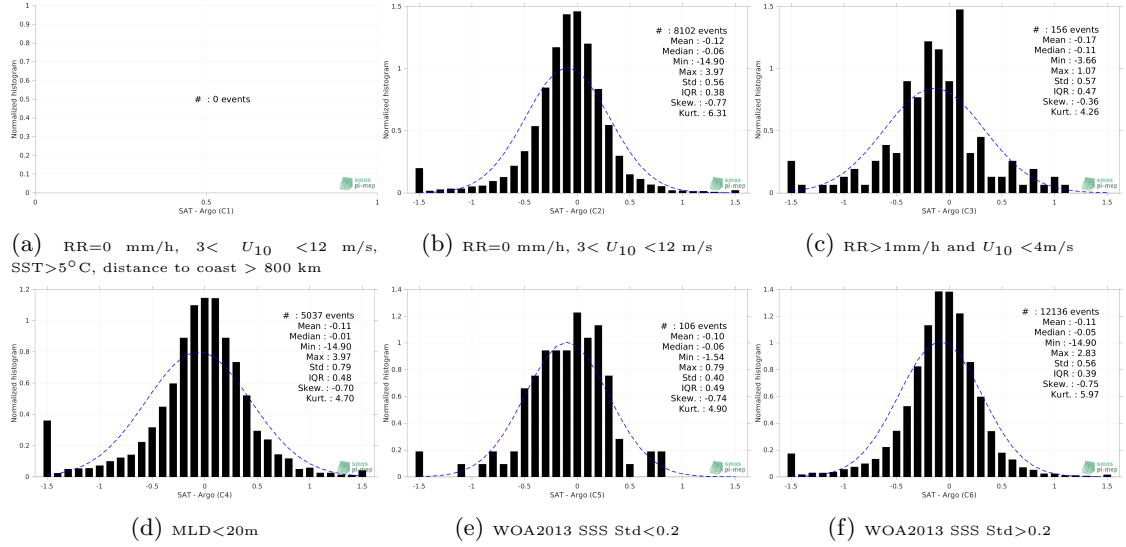 Normalized histogram
1
0.9
0.8
0.7
0.6
0.5
0.4
0.3
0.2
0.1
0
# : 0 events
smos
pi-mep
0
0.5
1
SAT - Argo (C1)
(a) RR=0 mm/h, 3< U10 <12 m/s,
SST>5°C, distance to coast > 800 km
Normalized histogram
1.5
1
0.5
0
# : 8102 events
Mean : -0.12
Median : -0.06
Min : -14.90
Max : 3.97
Std : 0.56
IQR : 0.38
Skew. : -0.77
Kurt. : 6.31
smos
pi-mep
-1.5
-1
-0.5
0
0.5
1
1.5
SAT - Argo (C2)
(b) RR=0 mm/h, 3< U10 <12 m/s
Normalized histogram
1.5
1
0.5
0
# : 156 events
Mean : -0.17
Median : -0.11
Min : -3.66
Max : 1.07
Std : 0.57
IQR : 0.47
Skew. : -0.36
Kurt. : 4.26
smos
pi-mep
-1.5
-1
-0.5
0
0.5
1
1.5
SAT - Argo (C3)
(c) RR>1mm/h and U10 <4m/s
Normalized histogram
1.2
1
0.8
0.6
0.4
0.2
0
# : 5037 events
Mean : -0.11
Median : -0.01
Min : -14.90
Max : 3.97
Std : 0.79
IQR : 0.48
Skew. : -0.70
Kurt. : 4.70
smos
pi-mep
-1.5
-1
-0.5
0
0.5
1
1.5
SAT - Argo (C4)
(d) MLD<20m
Normalized histogram
1.4
1.2
1
0.8
0.6
0.4
0.2
0
# : 106 events
Mean : -0.10
Median : -0.06
Min : -1.54
Max : 0.79
Std : 0.40
IQR : 0.49
Skew. : -0.74
Kurt. : 4.90
smos
pi-mep
-1.5
-1
-0.5
0
0.5
1
1.5
SAT - Argo (C5)
(e) WOA2013 SSS Std<0.2
Normalized histogram
1.4
1.2
1
0.8
0.6
0.4
0.2
0
# : 12136 events
Mean : -0.11
Median : -0.05
Min : -14.90
Max : 2.83
Std : 0.56
IQR : 0.39
Skew. : -0.75
Kurt. : 5.97
smos
pi-mep
-1.5
-1
-0.5
0
0.5
1
1.5
SAT - Argo (C6)
(f) WOA2013 SSS Std>0.2